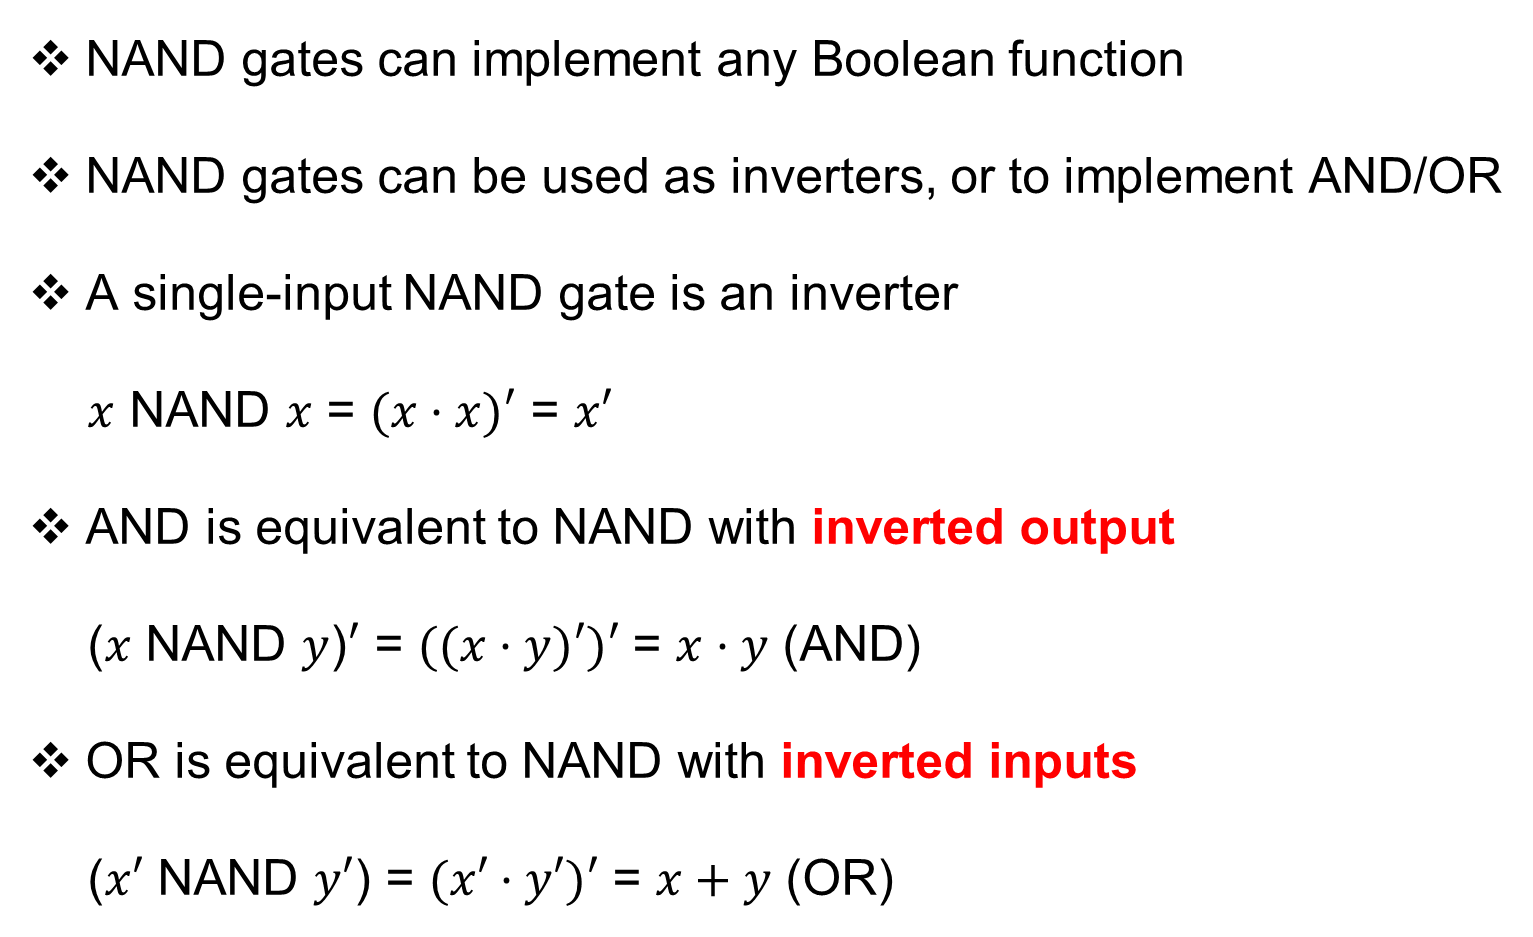 ❖ NAND gates can implement any Boolean function
❖ NAND gates can be used as inverters, or to implement AND/OR
❖ A single-input NAND gate is an inverter
𝑥 NAND 𝑥 = (𝑥 · 𝑥)′ = 𝑥′
❖ AND is equivalent to NAND with inverted output
(𝑥 NAND 𝑦)′ = ((𝑥 · 𝑦)′)′ = 𝑥 · 𝑦 (AND)
❖ OR is equivalent to NAND with inverted inputs
(𝑥′ NAND 𝑦′) = (𝑥′ · 𝑦′)′ = 𝑥 + 𝑦 (OR)